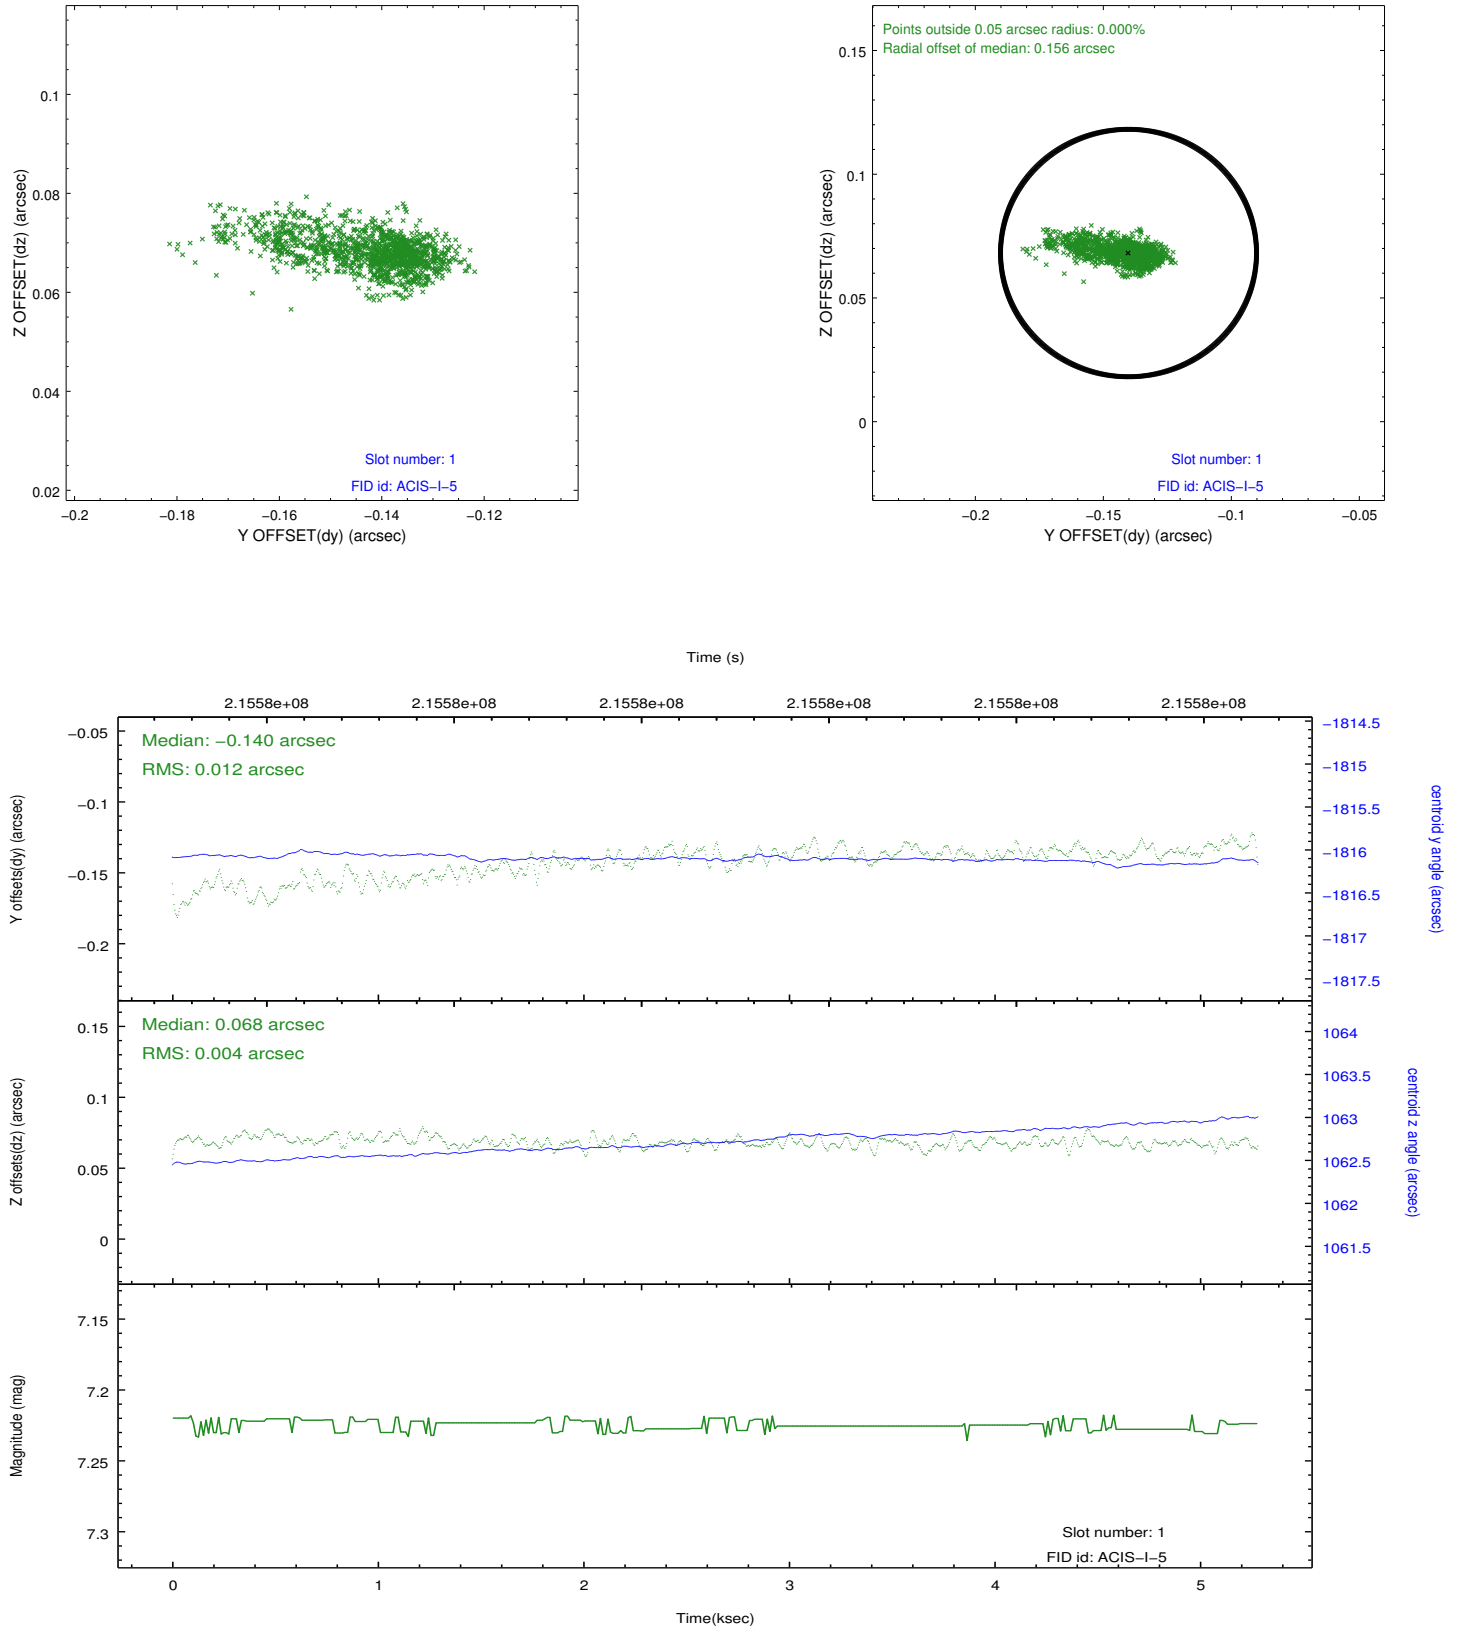 0.1
0.08
0.06
0.04
0.02
Z OFFSET(dz) (arcsec)
−0.2 −0.18 −0.16 −0.14 −0.12
Y OFFSET(dy) (arcsec)
Slot number: 1
FID id: ACIS−I−5
Points outside 0.05 arcsec radius: 0.000%
Radial offset of median: 0.156 arcsec
0.15
0.1
0.05
0
Z OFFSET(dz) (arcsec)
Slot number: 1
FID id: ACIS−I−5
−0.2 −0.15 −0.1 −0.05
Y OFFSET(dy) (arcsec)
Time (s)
2.1558e+08 2.1558e+08 2.1558e+08 2.1558e+08 2.1558e+08 2.1558e+08
Median: −0.140 arcsec
RMS: 0.012 arcsec
−0.05
−0.1
−0.15
−0.2
Y offsets(dy) (arcsec)
−1814.5
−1815
−1815.5
−1816
−1816.5
−1817
−1817.5
centroid y angle (arcsec)
Median: 0.068 arcsec
RMS: 0.004 arcsec
0.15
0.1
0.05
0
Z offsets(dz) (arcsec)
1064
1063.5
1063
1062.5
1062
1061.5
centroid z angle (arcsec)
7.15
7.2
7.25
7.3
Magnitude (mag)
Slot number: 1
FID id: ACIS−I−5
0 1 2 3 4 5
Time(ksec)